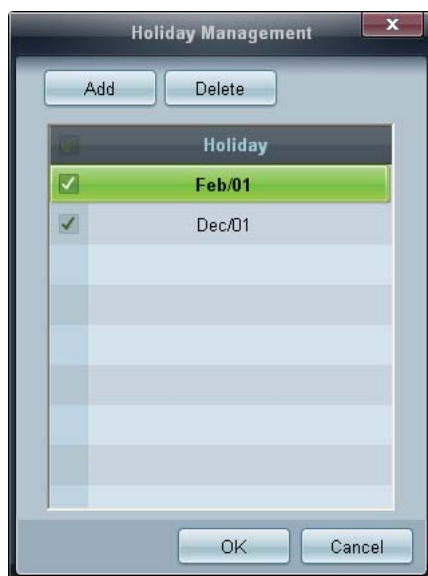 Holiday Management
x
Add Delete
Holiday
Feb/01
Dec/01
OK Cancel